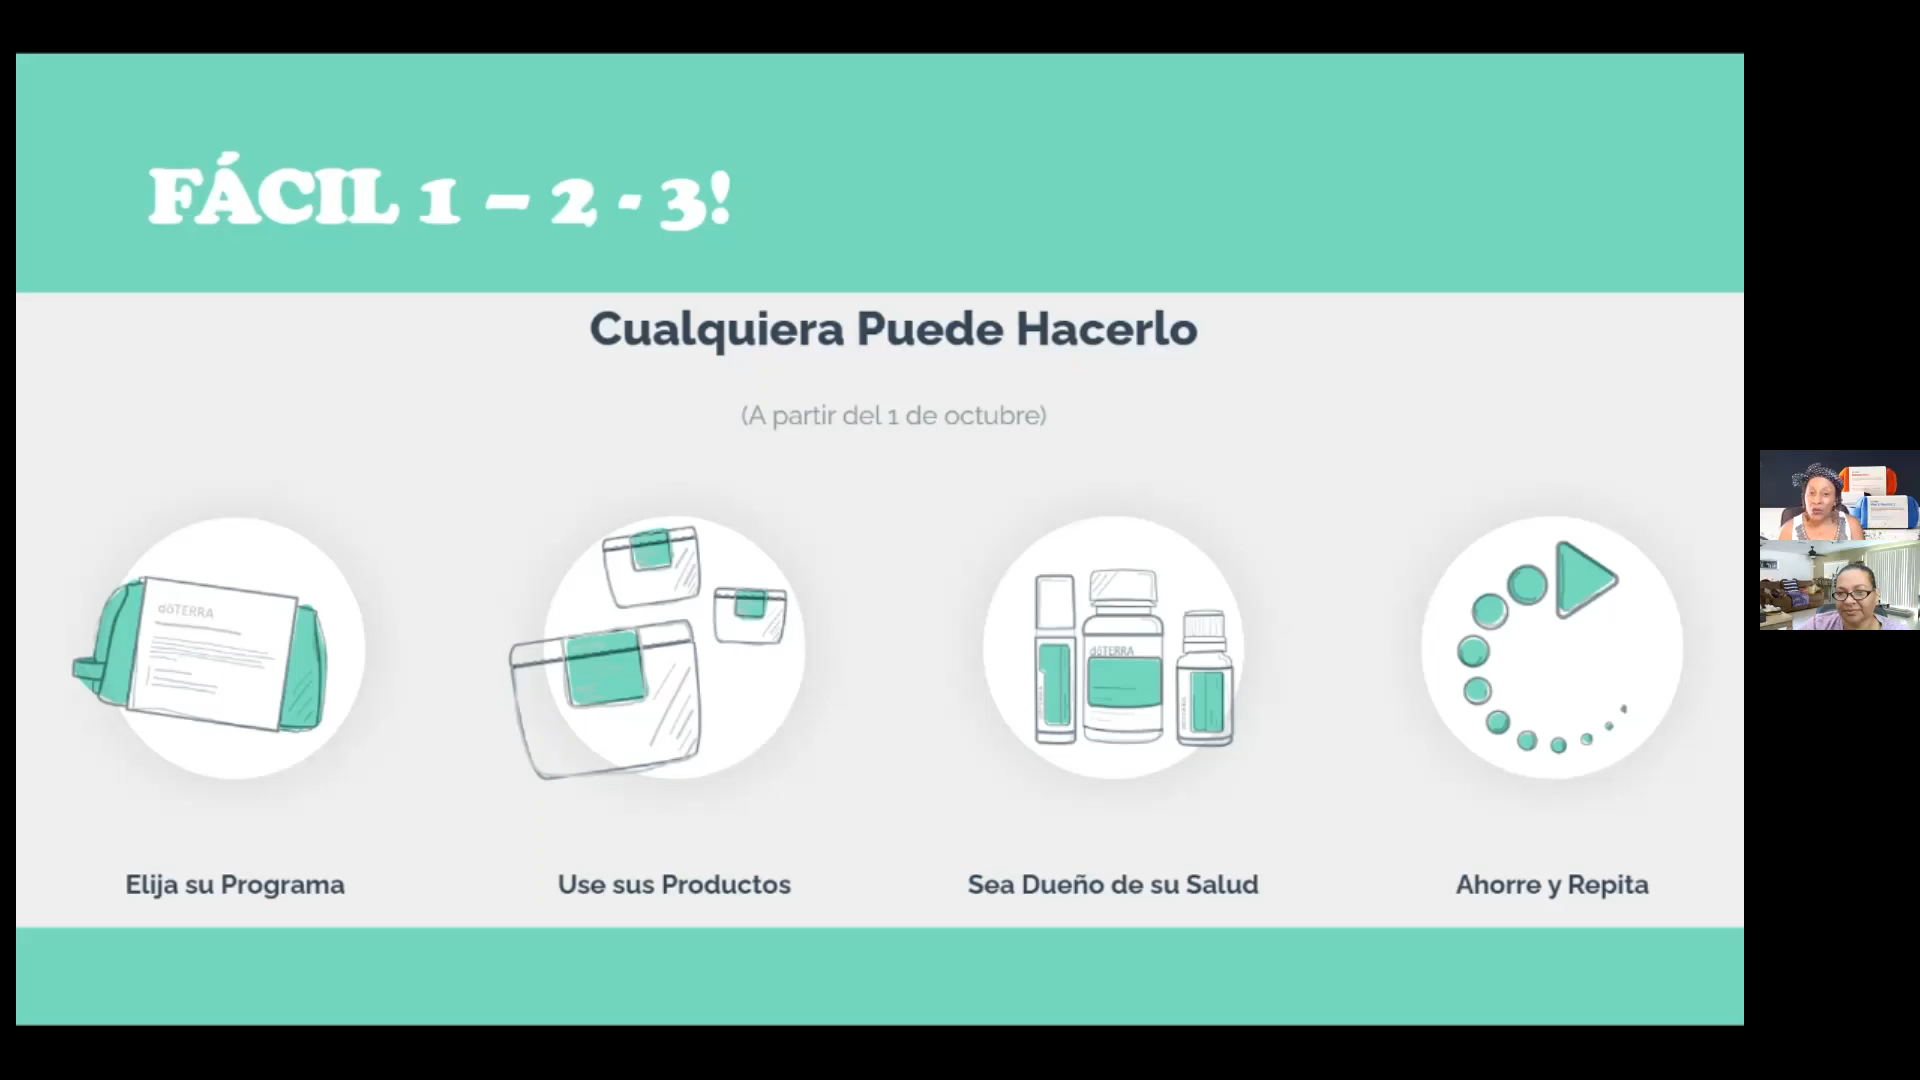 FÁCIL 1 – 2 - 3!
Cualquiera Puede Hacerlo
(A partir del 1 de octubre)
dōTERRA
dōTERRA
Elija su Programa
Use sus Productos
Sea Dueño de su Salud
Ahorre y Repita